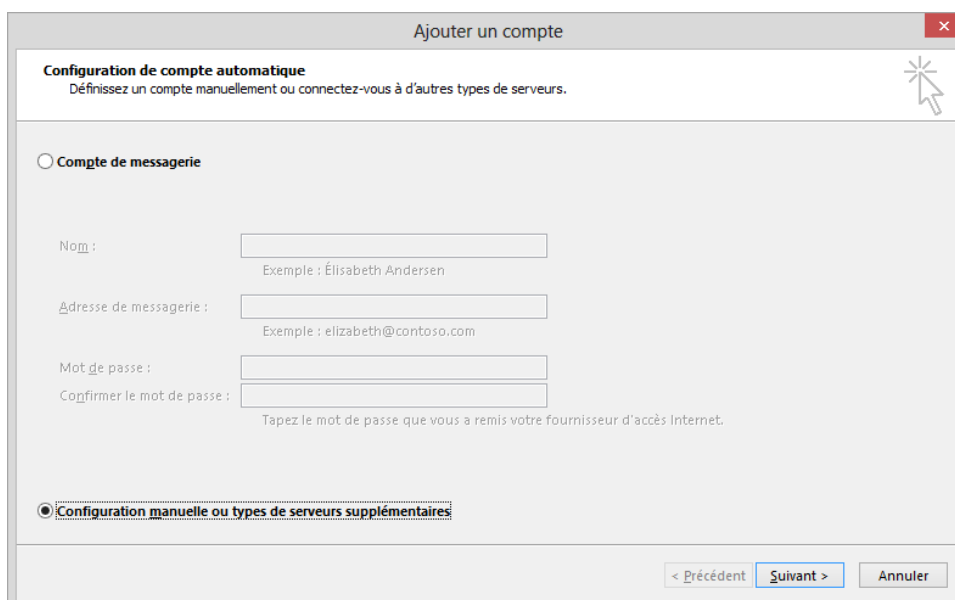 Ajouter un compte
Configuration de compte automatique
Définissez un compte manuellement ou connectez-vous à d'autres types de serveurs.
Compte de messagerie
Nom :
Exemple : Élisabeth Andersen
Adresse de messagerie :
Exemple : elizabeth@contoso.com
Mot de passe :
Confirmer le mot de passe :
Tapez le mot de passe que vous a remis votre fournisseur d'accès Internet.
Configuration manuelle ou types de serveurs supplémentaires
< Précédent Suivant > Annuler